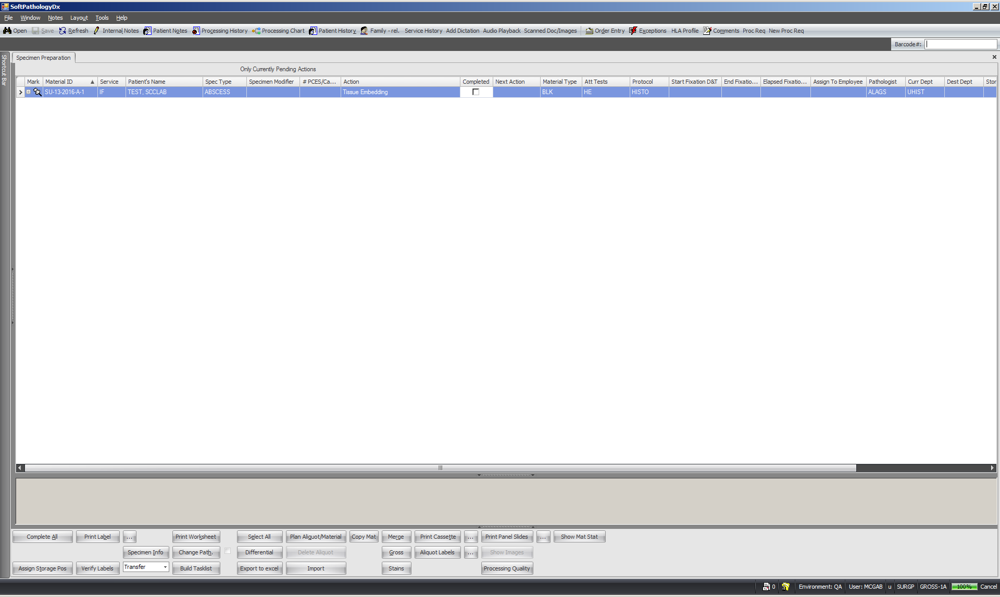 SoftPathologyDx
File Window Notes Layout Tools Help
Open Save Refresh Internal Notes Patient Notes Processing History Processing Chart Patient History Family - rel. Service History Add Dictation Audio Playback Scanned Doc/Images Order Entry Exceptions HLA Profile Comments Proc Req New Proc Req
Barcode#:
Shortcut Bar
Specimen Preparation
Only Currently Pending Actions
Mark Material ID Service Patient's Name Spec Type Specimen Modifier # PCES/Ca... Action Completed Next Action Material Type Att Tests Protocol Start Fixation D&T End Fixatio... Elapsed Fixatio... Assign To Employee Pathologist Curr Dept Dest Dept Stor
SU-13-2016-A-1 IF TEST, SCCLAB ABSCESS Tissue Embedding BLK HE HISTO ALAGS UHIST
Complete All Print Label ... Print Worksheet Select All Plan Aliquot/Material Copy Mat Merge Print Cassette ... Print Panel Slides ... Show Mat Stat
Specimen Info Change Path. Differential Delete Aliquot Gross Aliquot Labels ... Show Images
Assign Storage Pos Verify Labels Transfer Build Tasklist Export to excel Import Stains Processing Quality
0 Environment: QA User: MCGAB u SURGP GROSS-1A 100% Cancel